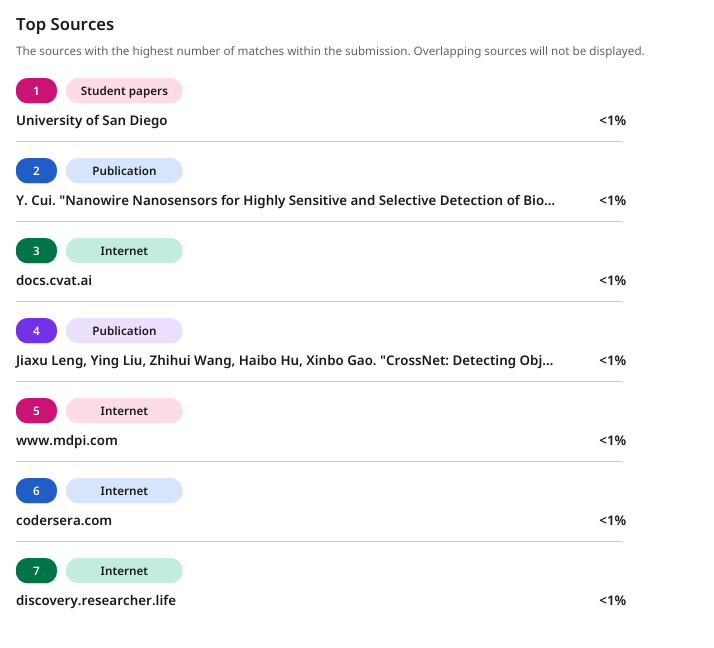 Top Sources
The sources with the highest number of matches within the submission. Overlapping sources will not be displayed.
1 Student papers
University of San Diego <1%
2 Publication
Y. Cui. "Nanowire Nanosensors for Highly Sensitive and Selective Detection of Bio... <1%
3 Internet
docs.cvat.ai <1%
4 Publication
Jiaxu Leng, Ying Liu, Zhihui Wang, Haibo Hu, Xinbo Gao. "CrossNet: Detecting Obj... <1%
5 Internet
www.mdpi.com <1%
6 Internet
codersera.com <1%
7 Internet
discovery.researcher.life <1%